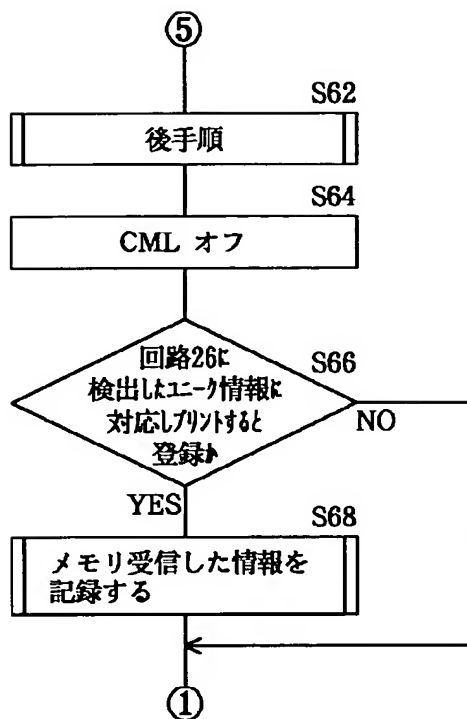 ⑤
S62
後手順
S64
CML オフ
S66
回路26に
検出したユニーク情報に
対応しプリントすると
登録か
NO
YES
S68
メモリ受信した情報を
記録する
①